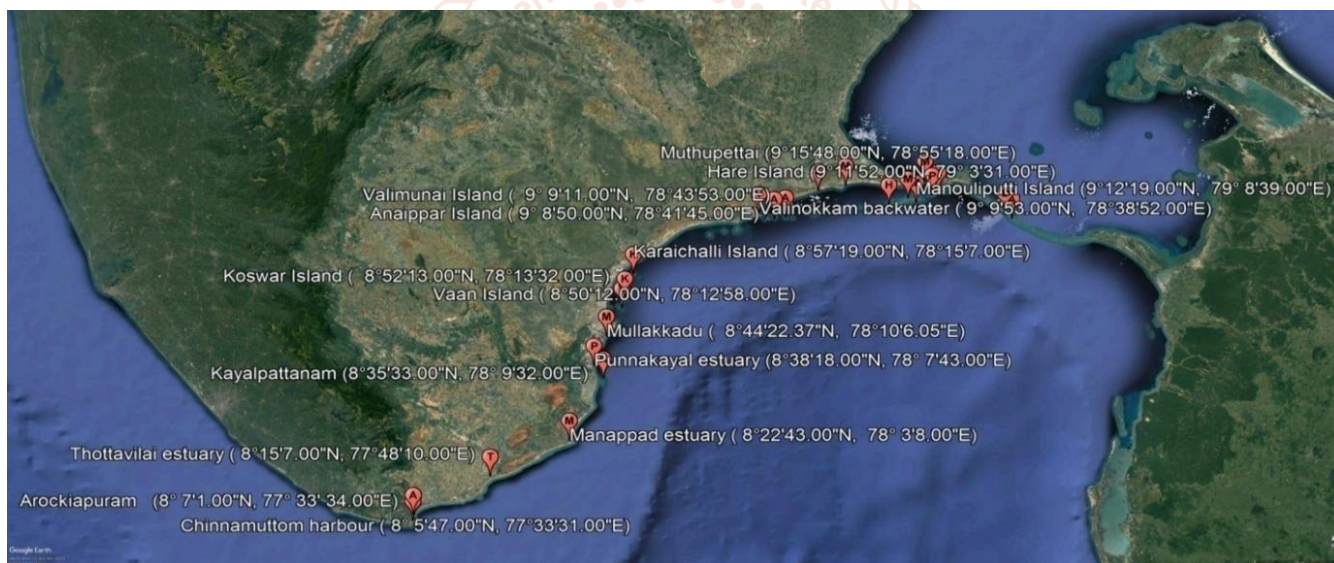 Muthupettai (9°15'48.00"N, 78°55'18.00"E)
Hare Island (9°11'52.00"N, 79° 3'31.00"E)
Valimunai Island ( 9° 9'11.00"N, 78°43'53.00"E)
Manouliputti Island (9°12'19.00"N, 79° 8'39.00"E)
Anaippar Island ( 9° 8'50.00"N, 78°41'45.00"E)
Valinokkam backwater ( 9° 9'53.00"N, 78°38'52.00"E)
Karaichalli Island ( 8°57'19.00"N, 78°15'7.00"E)
Koswar Island ( 8°52'13.00"N, 78°13'32.00"E)
Vaan Island ( 8°50'12.00"N, 78°12'58.00"E)
Mullakkadu ( 8°44'22.37"N, 78°10'6.05"E)
Punnakayal estuary (8°38'18.00"N, 78° 7'43.00"E)
Kayalpattanam (8°35'33.00"N, 78° 9'32.00"E)
Manappad estuary ( 8°22'43.00"N, 78° 3'8.00"E)
Thottavilai estuary ( 8°15'7.00"N, 77°48'10.00"E)
Arockiapuram (8° 7'1.00"N, 77° 33' 34.00"E)
Chinnamuttom harbour ( 8° 5'47.00"N, 77°33'31.00"E)
Google Earth